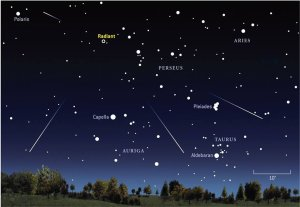 Polaris
Radiant
ARIES
PERSEUS
Pleiades
Capella
TAURUS
AURIGA
Aldebaran
10°